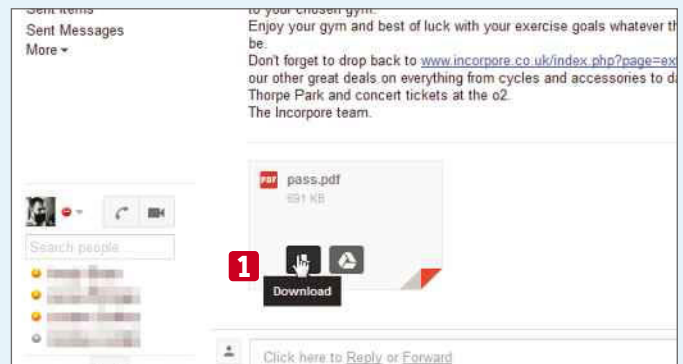 Sent Items
Sent Messages
More
to your chosen gym.
Enjoy your gym and best of luck with your exercise goals whatever th
be.
Don't forget to drop back to www.incorpore.co.uk/index.php?page=ex
our other great deals on everything from cycles and accessories to da
Thorpe Park and concert tickets at the o2.
The Incorpore team.
PDF pass.pdf
691 KB
Search people...
1
Download
Click here to Reply or Forward